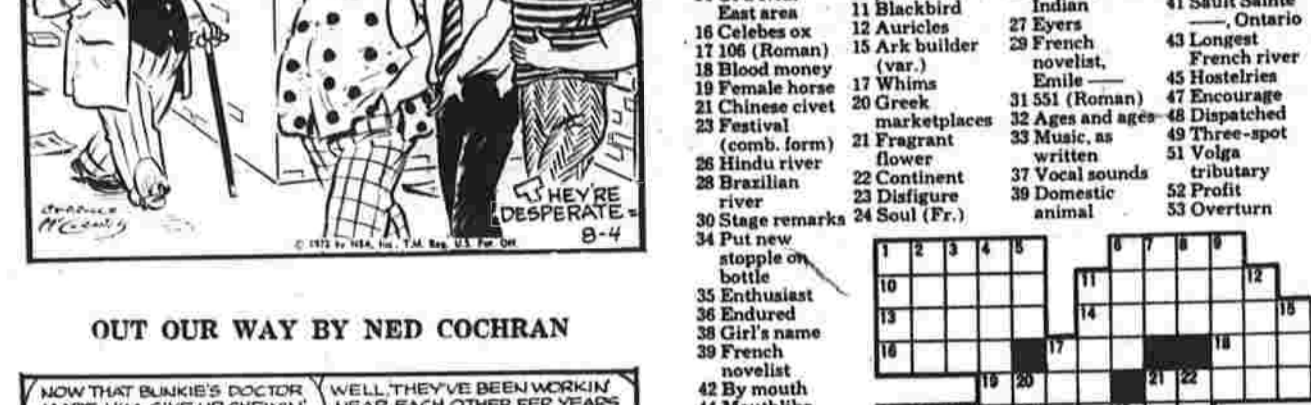 THEY'RE
DESPERATE=
8-4
© 1972 by NEA, Inc., T.M. Reg. U.S. Pat. Off.
OUT OUR WAY BY NED COCHRAN
NOW THAT BUNKIE'S DOCTOR
WELL, THEY'VE BEEN WORKIN'
NEAR EACH OTHER FER YEARS
East area
16 Celebes ox
17 106 (Roman)
18 Blood money
19 Female horse
21 Chinese civet
23 Festival
(comb. form)
26 Hindu river
28 Brazilian
river
30 Stage remarks
34 Put new
stopple on
bottle
35 Enthusiast
36 Endured
38 Girl's name
39 French
novelist
42 By mouth
11 Blackbird
12 Auricles
15 Ark builder
(var.)
17 Whims
20 Greek
marketplaces
21 Fragrant
flower
22 Continent
23 Disfigure
24 Soul (Fr.)
Indian
27 Eyers
29 French
novelist,
Emile —
31 551 (Roman)
32 Ages and ages
33 Music, as
written
37 Vocal sounds
39 Domestic
animal
41 Sault Sainte
—, Ontario
43 Longest
French river
45 Hostelries
47 Encourage
48 Dispatched
49 Three-spot
51 Volga
tributary
52 Profit
53 Overturn
1 2 3 4 5 6 7 8 9
10 11 12
13 14 15
16 17 18
19 20 21 22